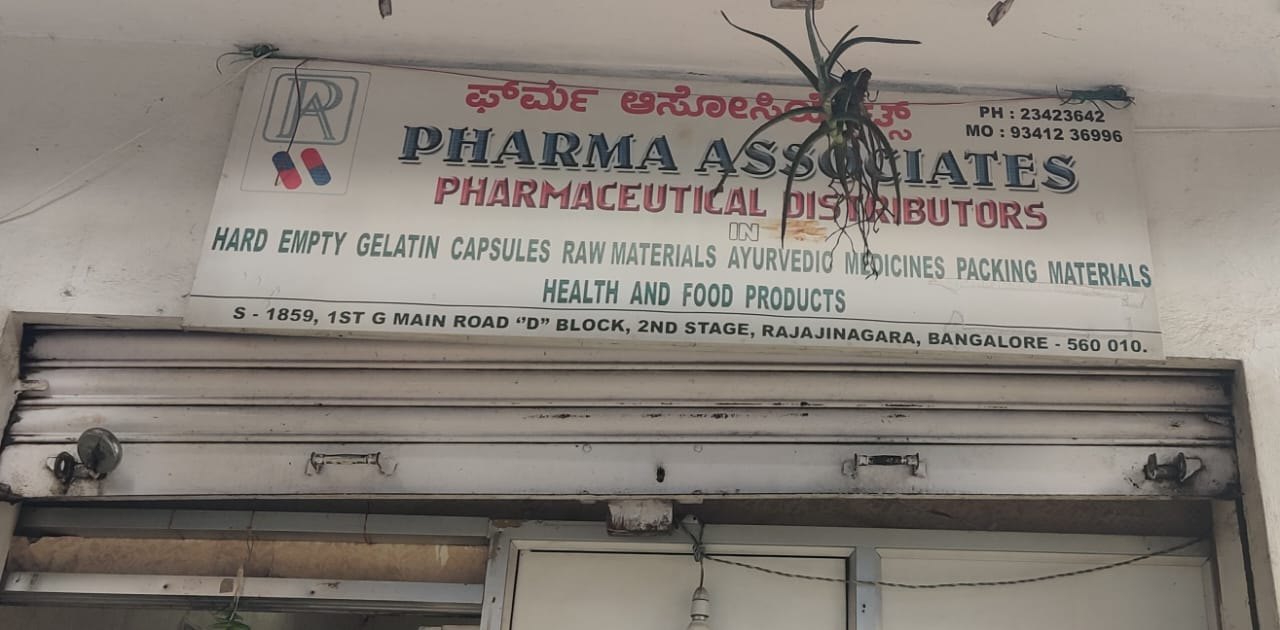 ಫಾರ್ಮ ಆಸೋಸಿಯೇಟ್ಸ್
PH : 23423642
MO : 93412 36996
PHARMA ASSOCIATES
PHARMACEUTICAL DISTRIBUTORS
IN
HARD EMPTY GELATIN CAPSULES RAW MATERIALS AYURVEDIC MEDICINES PACKING MATERIALS
HEALTH AND FOOD PRODUCTS
S - 1859, 1ST G MAIN ROAD "D" BLOCK, 2ND STAGE, RAJAJINAGARA, BANGALORE - 560 010.